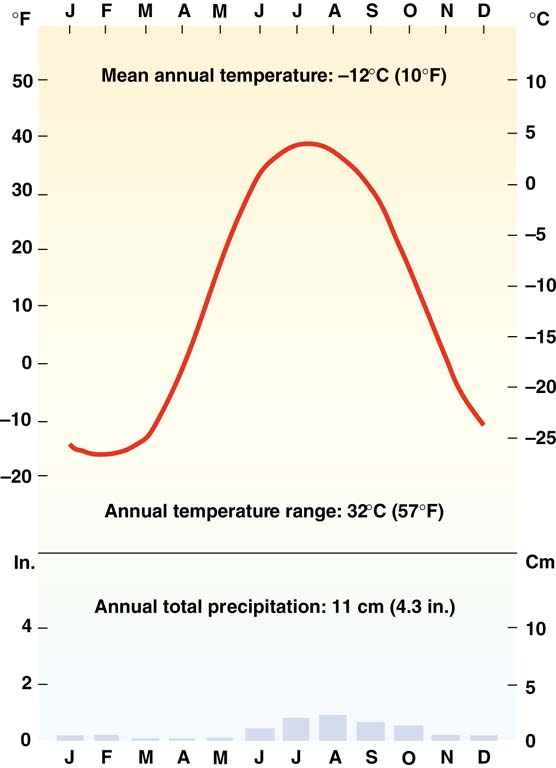 °F J F M A M J J A S O N D °C
Mean annual temperature: –12°C (10°F)
50 10
40 5
30 0
20 –5
10 –10
–15
0
–20
–10
–25
–20
Annual temperature range: 32°C (57°F)
In. Cm
Annual total precipitation: 11 cm (4.3 in.)
4 10
2 5
0 0
J F M A M J J A S O N D